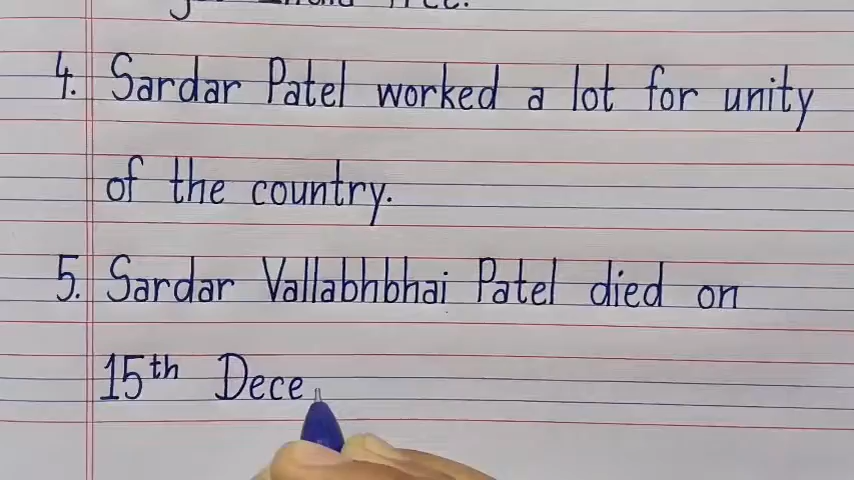 4. Sardar Patel worked a lot for unity
of the country.
5. Sardar Vallabhbhai Patel died on
15th Dece